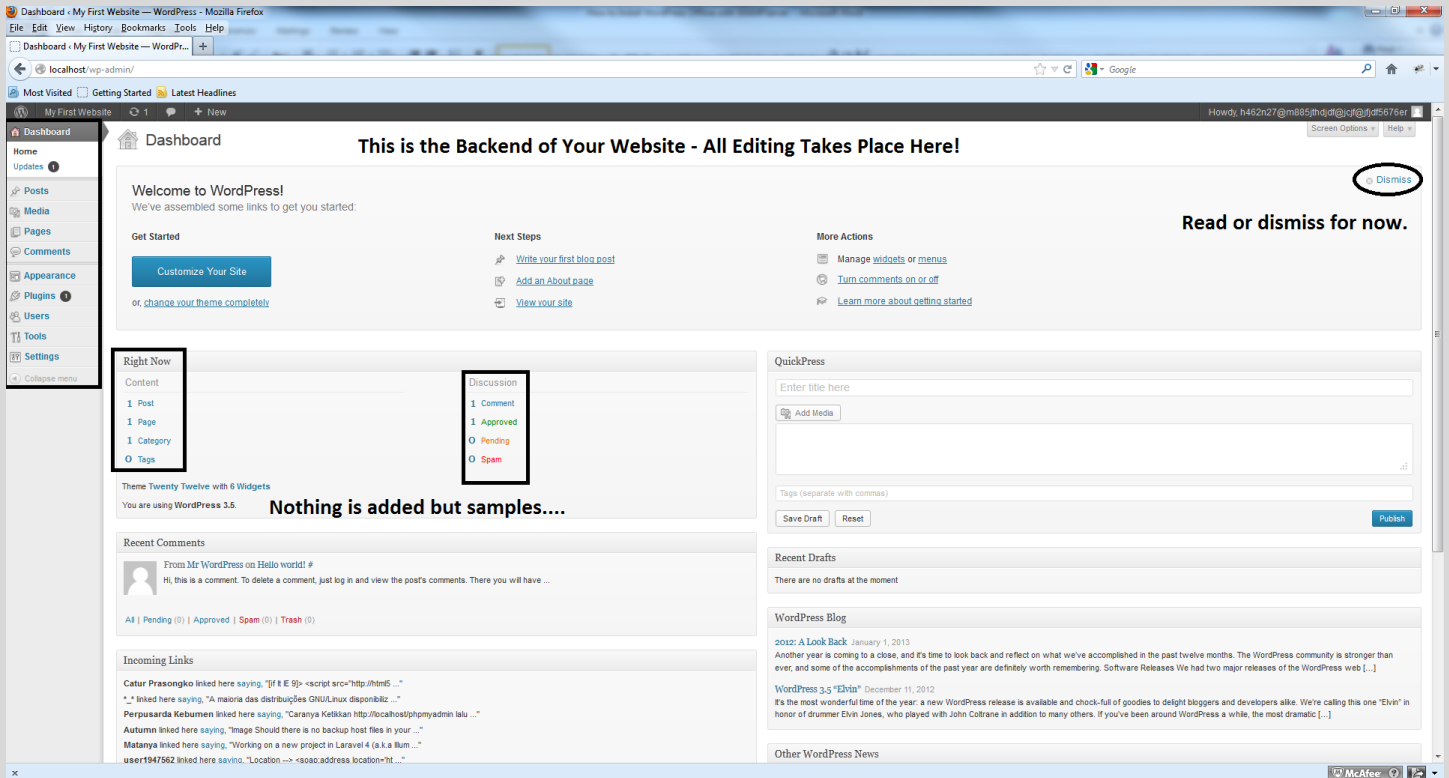 Dashboard ‹ My First Website — WordPress - Mozilla Firefox
File Edit View History Bookmarks Tools Help
Dashboard ‹ My First Website — WordPr... +
localhost/wp-admin/
Google
Most Visited Getting Started Latest Headlines
My First Website 1 + New
Howdy, h462n27@m885jthdjdf@jcjf@jfjdf5676er
Screen Options Help
Dashboard
Home
Updates 1
Posts
Media
Pages
Comments
Appearance
Plugins 1
Users
Tools
Settings
Collapse menu
Dashboard
This is the Backend of Your Website - All Editing Takes Place Here!
Welcome to WordPress!
We've assembled some links to get you started:
Dismiss
Read or dismiss for now.
Get Started
Customize Your Site
or, change your theme completely
Next Steps
Write your first blog post
Add an About page
View your site
More Actions
Manage widgets or menus
Turn comments on or off
Learn more about getting started
Right Now
Content
1 Post
1 Page
1 Category
0 Tags
Discussion
1 Comment
1 Approved
0 Pending
0 Spam
Theme Twenty Twelve with 6 Widgets
You are using WordPress 3.5.
Nothing is added but samples....
Recent Comments
From Mr WordPress on Hello world! #
Hi, this is a comment. To delete a comment, just log in and view the post's comments. There you will have ...
All | Pending (0) | Approved | Spam (0) | Trash (0)
Incoming Links
Catur Prasongko linked here saying, "[if lt IE 9]> <script src="http://html5 ..."
*_* linked here saying, "A maioria das distribuições GNU/Linux disponibiliz ..."
Perpusarda Kebumen linked here saying, "Caranya Ketikkan http://localhost/phpmyadmin lalu ..."
Autumn linked here saying, "Image Should there is no backup host files in your ..."
Matanya linked here saying, "Working on a new project in Laravel 4 (a.k.a Illum ..."
user1947562 linked here saying, "Location --> <soap:address location='ht ..."
QuickPress
Enter title here
Add Media
Tags (separate with commas)
Save Draft Reset Publish
Recent Drafts
There are no drafts at the moment
WordPress Blog
2012: A Look Back January 1, 2013
Another year is coming to a close, and it's time to look back and reflect on what we've accomplished in the past twelve months. The WordPress community is stronger than
ever, and some of the accomplishments of the past year are definitely worth remembering. Software Releases We had two major releases of the WordPress web […]
WordPress 3.5 "Elvin" December 11, 2012
It's the most wonderful time of the year: a new WordPress release is available and chock-full of goodies to delight bloggers and developers alike. We're calling this one "Elvin" in
honor of drummer Elvin Jones, who played with John Coltrane in addition to many others. If you've been around WordPress a while, the most dramatic […]
Other WordPress News
x
McAfee